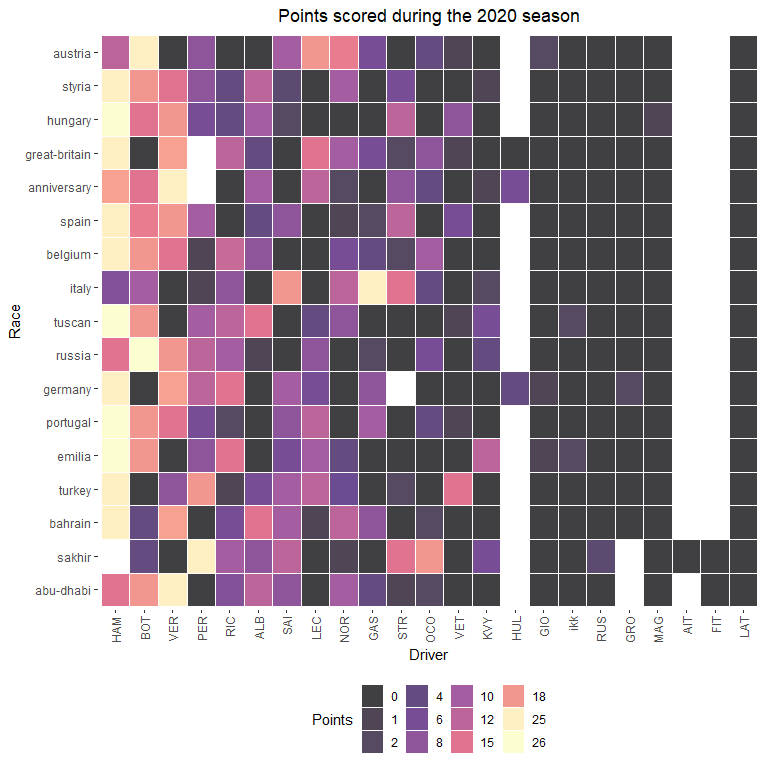 Points scored during the 2020 season
Race
austria
styria
hungary
great-britain
anniversary
spain
belgium
italy
tuscan
russia
germany
portugal
emilia
turkey
bahrain
sakhir
abu-dhabi
HAM BOT VER PER RIC ALB SAI LEC NOR GAS STR OCO VET KVY HUL GIO ikk RUS GRO MAG AIT FIT LAT
Driver
Points
0 4 10 18
1 6 12 25
2 8 15 26